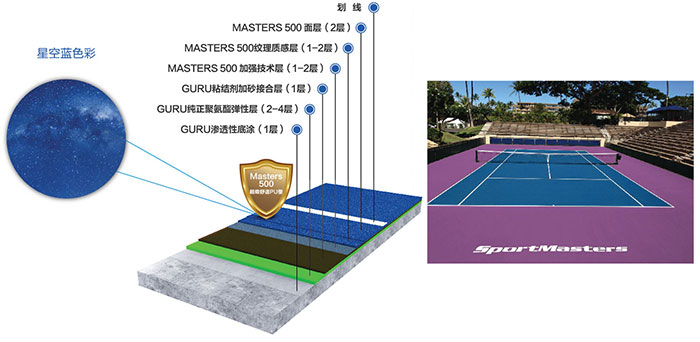 划线
MASTERS 500 面层（2层）
星空蓝色彩
MASTERS 500纹理质感层（1-2层）
MASTERS 500 加强技术层（1-2层）
GURU粘结剂加砂接合层（1层）
GURU纯正聚氨酯弹性层（2-4层）
GURU渗透性底涂（1层）
Masters
500
SportMasters